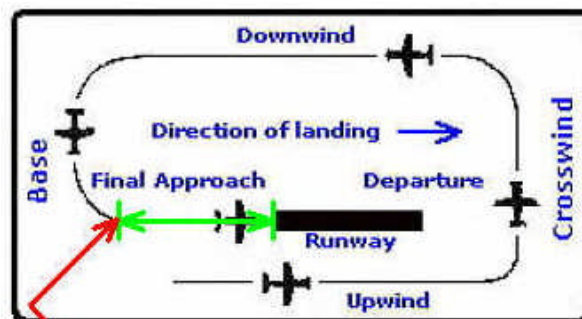 Downwind
Direction of landing
Base
Crosswind
Final Approach
Departure
Runway
Upwind